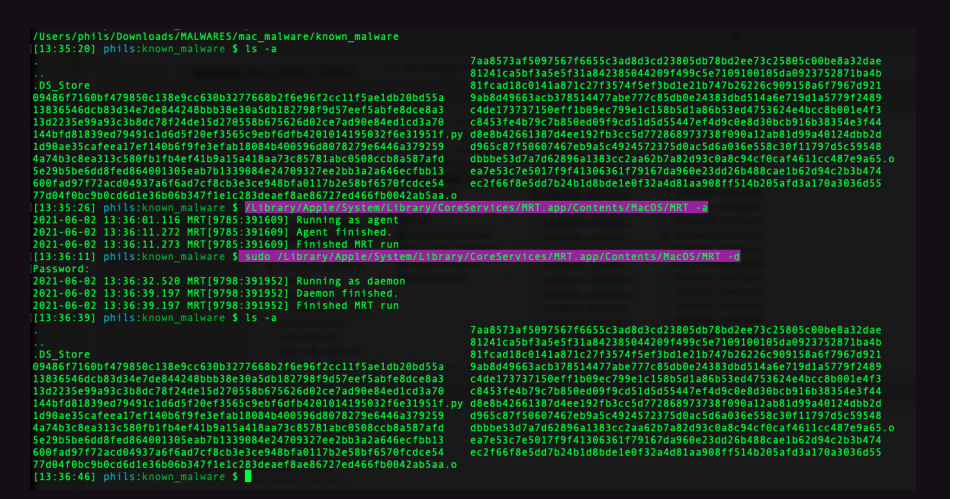 /Users/phils/Downloads/MALWARES/mac_malware/known_malware
[13:35:20] phils:known_malware $ ls -a
. 7aa8573af5097567f6655c3ad8d3cd23805db78bd2ee73c25805c00be8a32dae
.. 81241ca5bf3a5e5f31a842385044209f499c5e7109100105da0923752871ba4b
.DS_Store 81fcad18c0141a871c27f3574f5ef3bd1e21b747b26226c909158a6f7967d921
09486f7160bf479850c138e9cc630b3277668b2f6e96f2cc11f5ae1db20bd55a 9ab8d49663acb378514477abe777c85db0e24383dbd514a6e719d1a5779f2489
13836546dcb83d34e7de844248bbb38e30a5db182798f9d57eef5abfe8dce8a3 c4de173737150eff1b09ec799e1c158b5d1a86b53ed4753624e4bcc8b001e4f3
13d2235e99a93c3b8dc78f24de15d270558b675626d02ce7ad90e84ed1cd3a70 c8453fe4b79c7b850ed09f9cd51d5d55447ef4d9c0e8d30bcb916b38354e3f44
144bfd81839ed79491c1d6d5f20ef3565c9ebf6dfb4201014195032f6e31951f.py d8e8b42661387d4ee192fb3cc5d772868973738f090a12ab81d99a40124dbb2d
1d90ae35cafeea17ef140b6f9fe3efab18084b400596d8078279e6446a379259 d965c87f50607467eb9a5c4924572375d0ac5d6a036e558c30f11797d5c59548
4a74b3c8ea313c580fb1fb4ef41b9a15a418aa73c85781abc0508ccb8a587afd dbbbe53d7a7d62896a1383cc2aa62b7a82d93c0a8c94cf0caf4611cc487e9a65.o
5e29b5be6dd8fed864001305eab7b1339084e24709327ee2bb3a2a646ecfbb13 ea7e53c7e5017f9f41306361f79167da960e23dd26b488cae1b62d94c2b3b474
600fad97f72acd04937a6f6ad7cf8cb3e3ce948bfa0117b2e58bf6570fcdce54 ec2f66f8e5dd7b24b1d8bde1e0f32a4d81aa908ff514b205afd3a170a3036d55
77d04f0bc9b0cd6d1e36b06b347f1e1c283deaef8ae86727ed466fb0042ab5aa.o
[13:35:26] phils:known_malware $ /Library/Apple/System/Library/CoreServices/MRT.app/Contents/MacOS/MRT -a
2021-06-02 13:36:01.116 MRT[9785:391609] Running as agent
2021-06-02 13:36:11.272 MRT[9785:391609] Agent finished.
2021-06-02 13:36:11.273 MRT[9785:391609] Finished MRT run
[13:36:11] phils:known_malware $ sudo /Library/Apple/System/Library/CoreServices/MRT.app/Contents/MacOS/MRT -d
Password:
2021-06-02 13:36:32.520 MRT[9798:391952] Running as daemon
2021-06-02 13:36:39.197 MRT[9798:391952] Daemon finished.
2021-06-02 13:36:39.197 MRT[9798:391952] Finished MRT run
[13:36:39] phils:known_malware $ ls -a
. 7aa8573af5097567f6655c3ad8d3cd23805db78bd2ee73c25805c00be8a32dae
.. 81241ca5bf3a5e5f31a842385044209f499c5e7109100105da0923752871ba4b
.DS_Store 81fcad18c0141a871c27f3574f5ef3bd1e21b747b26226c909158a6f7967d921
09486f7160bf479850c138e9cc630b3277668b2f6e96f2cc11f5ae1db20bd55a 9ab8d49663acb378514477abe777c85db0e24383dbd514a6e719d1a5779f2489
13836546dcb83d34e7de844248bbb38e30a5db182798f9d57eef5abfe8dce8a3 c4de173737150eff1b09ec799e1c158b5d1a86b53ed4753624e4bcc8b001e4f3
13d2235e99a93c3b8dc78f24de15d270558b675626d02ce7ad90e84ed1cd3a70 c8453fe4b79c7b850ed09f9cd51d5d55447ef4d9c0e8d30bcb916b38354e3f44
144bfd81839ed79491c1d6d5f20ef3565c9ebf6dfb4201014195032f6e31951f.py d8e8b42661387d4ee192fb3cc5d772868973738f090a12ab81d99a40124dbb2d
1d90ae35cafeea17ef140b6f9fe3efab18084b400596d8078279e6446a379259 d965c87f50607467eb9a5c4924572375d0ac5d6a036e558c30f11797d5c59548
4a74b3c8ea313c580fb1fb4ef41b9a15a418aa73c85781abc0508ccb8a587afd dbbbe53d7a7d62896a1383cc2aa62b7a82d93c0a8c94cf0caf4611cc487e9a65.o
5e29b5be6dd8fed864001305eab7b1339084e24709327ee2bb3a2a646ecfbb13 ea7e53c7e5017f9f41306361f79167da960e23dd26b488cae1b62d94c2b3b474
600fad97f72acd04937a6f6ad7cf8cb3e3ce948bfa0117b2e58bf6570fcdce54 ec2f66f8e5dd7b24b1d8bde1e0f32a4d81aa908ff514b205afd3a170a3036d55
77d04f0bc9b0cd6d1e36b06b347f1e1c283deaef8ae86727ed466fb0042ab5aa.o
[13:36:46] phils:known_malware $